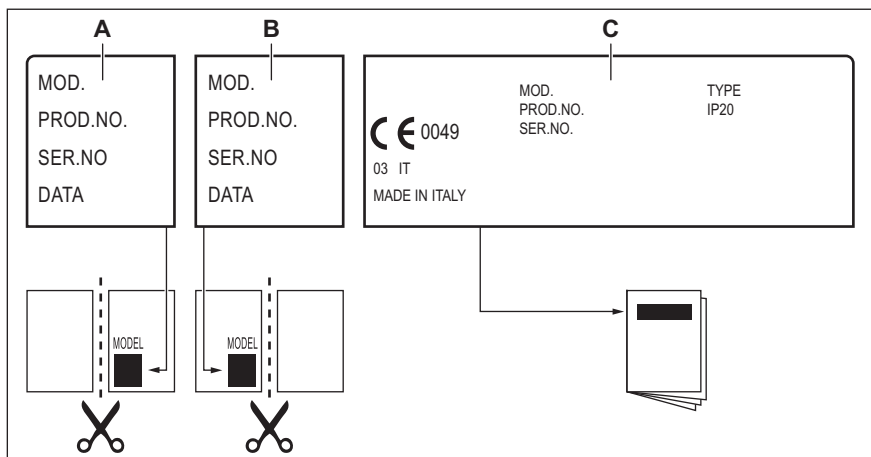 A
B
C
MOD.
PROD.NO.
SER.NO
DATA
MOD.
PROD.NO.
SER.NO
DATA
MOD.
PROD.NO.
SER.NO.
TYPE
IP20
CE 0049
03 IT
MADE IN ITALY
MODEL
MODEL